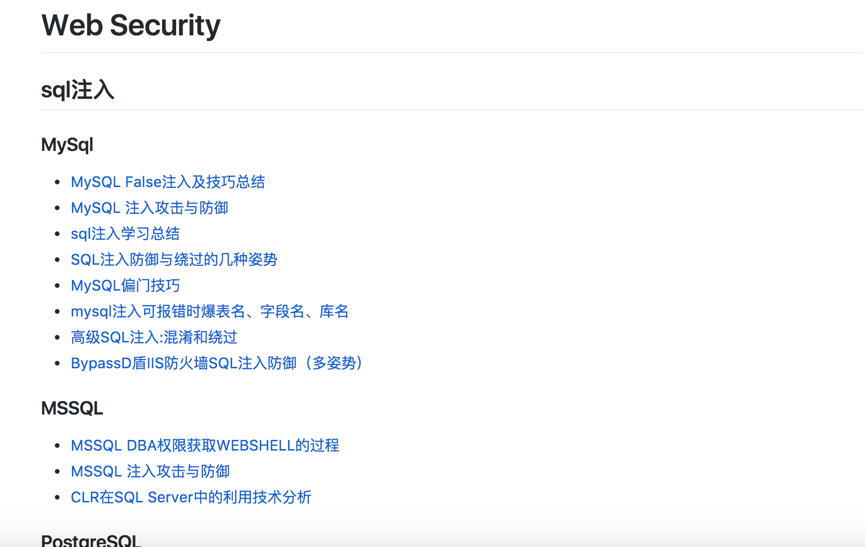 Web Security
sql注入
MySql
MySQL False注入及技巧总结
MySQL 注入攻击与防御
sql注入学习总结
SQL注入防御与绕过的几种姿势
MySQL偏门技巧
mysql注入可报错时爆表名、字段名、库名
高级SQL注入:混淆和绕过
BypassD盾IIS防火墙SQL注入防御（多姿势）
MSSQL
MSSQL DBA权限获取WEBSHELL的过程
MSSQL 注入攻击与防御
CLR在SQL Server中的利用技术分析
PostgreSQL